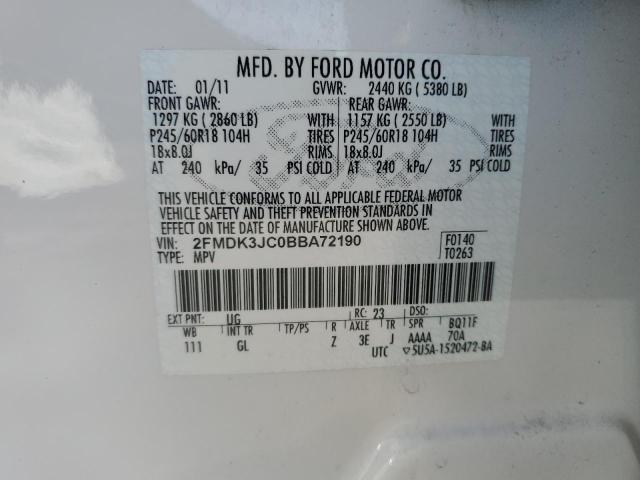 MFD. BY FORD MOTOR CO.
DATE: 01/11 GVWR: 2440 KG ( 5380 LB)
FRONT GAWR: REAR GAWR:
1297 KG ( 2860 LB) WITH 1157 KG ( 2550 LB)
P245/60R18 104H TIRES P245/60R18 104H
18x8.0J RIMS 18x8.0J
AT 240 kPa/ 35 PSI COLD AT 240 kPa/ 35 PSI COLD
THIS VEHICLE CONFORMS TO ALL APPLICABLE FEDERAL MOTOR
VEHICLE SAFETY AND THEFT PREVENTION STANDARDS IN
EFFECT ON THE DATE OF MANUFACTURE SHOWN ABOVE.
VIN: 2FMDK3JC0BBA72190 F0140
TYPE: MPV T0263
EXT PNT: UG RC: 23 DSO:
WB INT TR TP/PS R AXLE TR SPR BQ11F
111 GL Z 3E J AAAA 70A
UTC ▽5U5A-1520472-BA